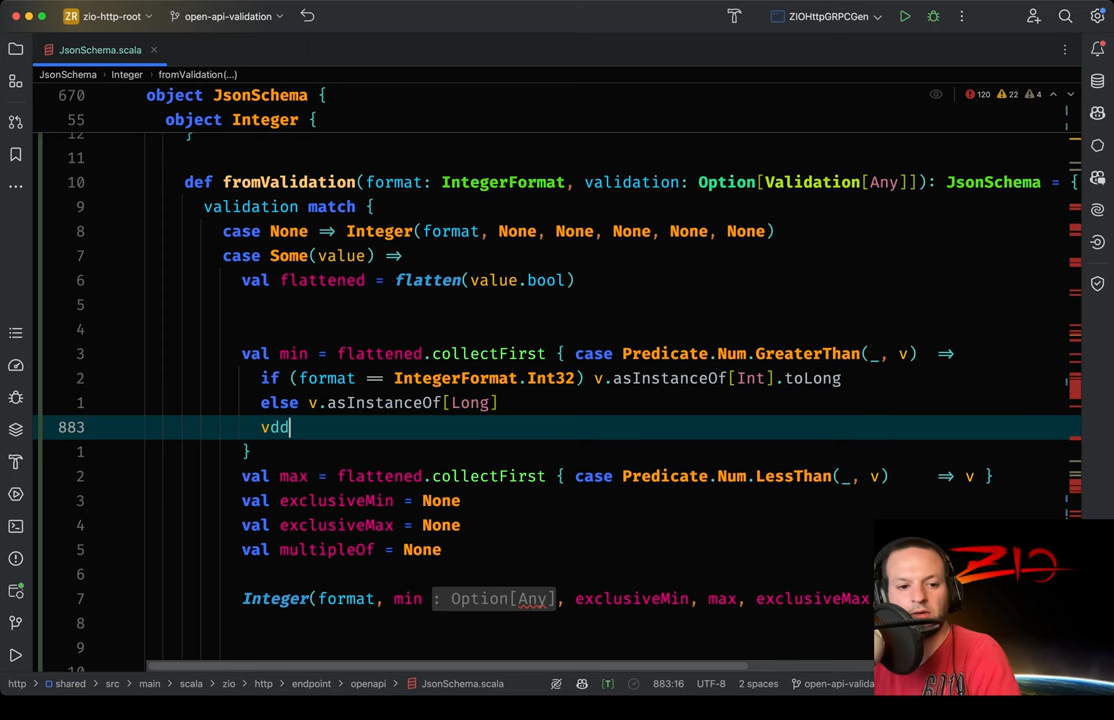 ZR zio-http-root open-api-validation ZIOHttpGRPCGen
JsonSchema.scala
JsonSchema Integer fromValidation(...)
670 object JsonSchema { 120 22 4
55 object Integer {
12 }
11
10 def fromValidation(format: IntegerFormat, validation: Option[Validation[Any]]): JsonSchema = {
9 validation match {
8 case None => Integer(format, None, None, None, None, None)
7 case Some(value) =>
6 val flattened = flatten(value.bool)
5
4
3 val min = flattened.collectFirst { case Predicate.Num.GreaterThan(_, v) =>
2 if (format == IntegerFormat.Int32) v.asInstanceOf[Int].toLong
1 else v.asInstanceOf[Long]
883 vdd
1 }
2 val max = flattened.collectFirst { case Predicate.Num.LessThan(_, v) => v }
3 val exclusiveMin = None
4 val exclusiveMax = None
5 val multipleOf = None
6
7 Integer(format, min : Option[Any], exclusiveMin, max, exclusiveMax
8
9
ZIO
http shared src main scala zio http endpoint openapi JsonSchema.scala [T] 883:16 UTF-8 2 spaces open-api-valida